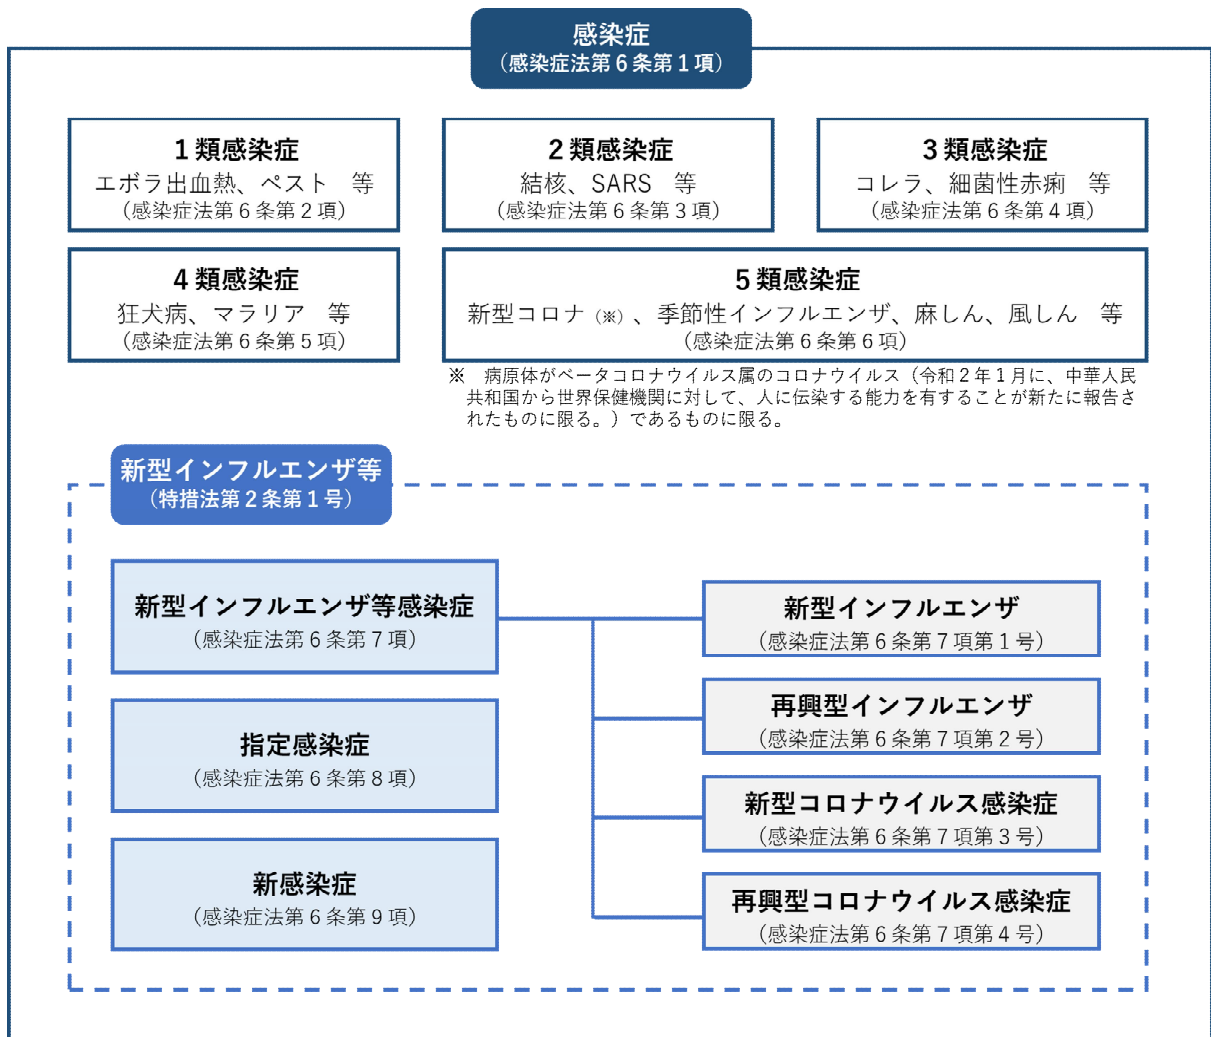 感染症
（感染症法第６条第１項）
１類感染症
エボラ出血熱、ペスト　等
（感染症法第６条第２項）
２類感染症
結核、SARS　等
（感染症法第６条第３項）
３類感染症
コレラ、細菌性赤痢　等
（感染症法第６条第４項）
４類感染症
狂犬病、マラリア　等
（感染症法第６条第５項）
５類感染症
新型コロナ（※）、季節性インフルエンザ、麻しん、風しん　等
（感染症法第６条第６項）
※　病原体がベータコロナウイルス属のコロナウイルス（令和２年１月に、中華人民
共和国から世界保健機関に対して、人に伝染する能力を有することが新たに報告さ
れたものに限る。）であるものに限る。
新型インフルエンザ等
（特措法第２条第１号）
新型インフルエンザ等感染症
（感染症法第６条第７項）
指定感染症
（感染症法第６条第８項）
新感染症
（感染症法第６条第９項）
新型インフルエンザ
（感染症法第６条第７項第１号）
再興型インフルエンザ
（感染症法第６条第７項第２号）
新型コロナウイルス感染症
（感染症法第６条第７項第３号）
再興型コロナウイルス感染症
（感染症法第６条第７項第４号）